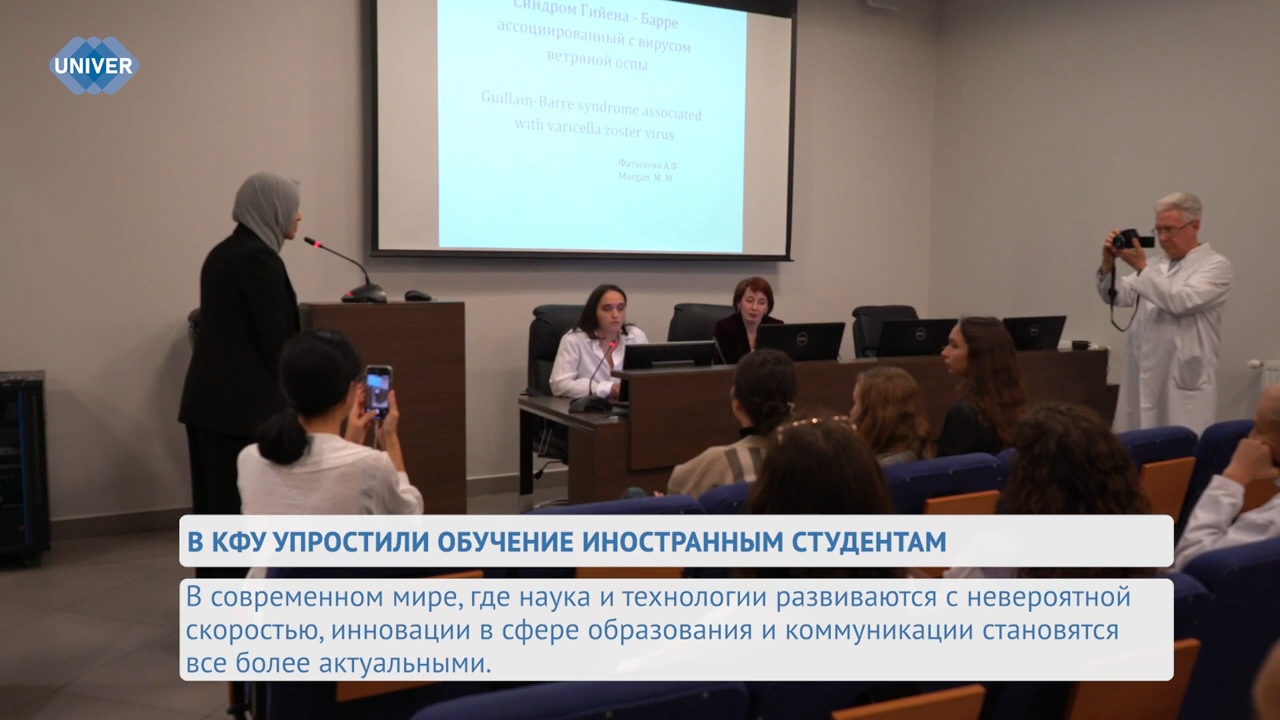 UNIVER
Синдром Гийена - Барре
ассоциированный с вирусом
ветряной оспы
Guillain-Barre syndrome associated
with varicella zoster virus
Фатыхова А.Ф
Morgan. M. M
В КФУ УПРОСТИЛИ ОБУЧЕНИЕ ИНОСТРАННЫМ СТУДЕНТАМ
В современном мире, где наука и технологии развиваются с невероятной
скоростью, инновации в сфере образования и коммуникации становятся
все более актуальными.